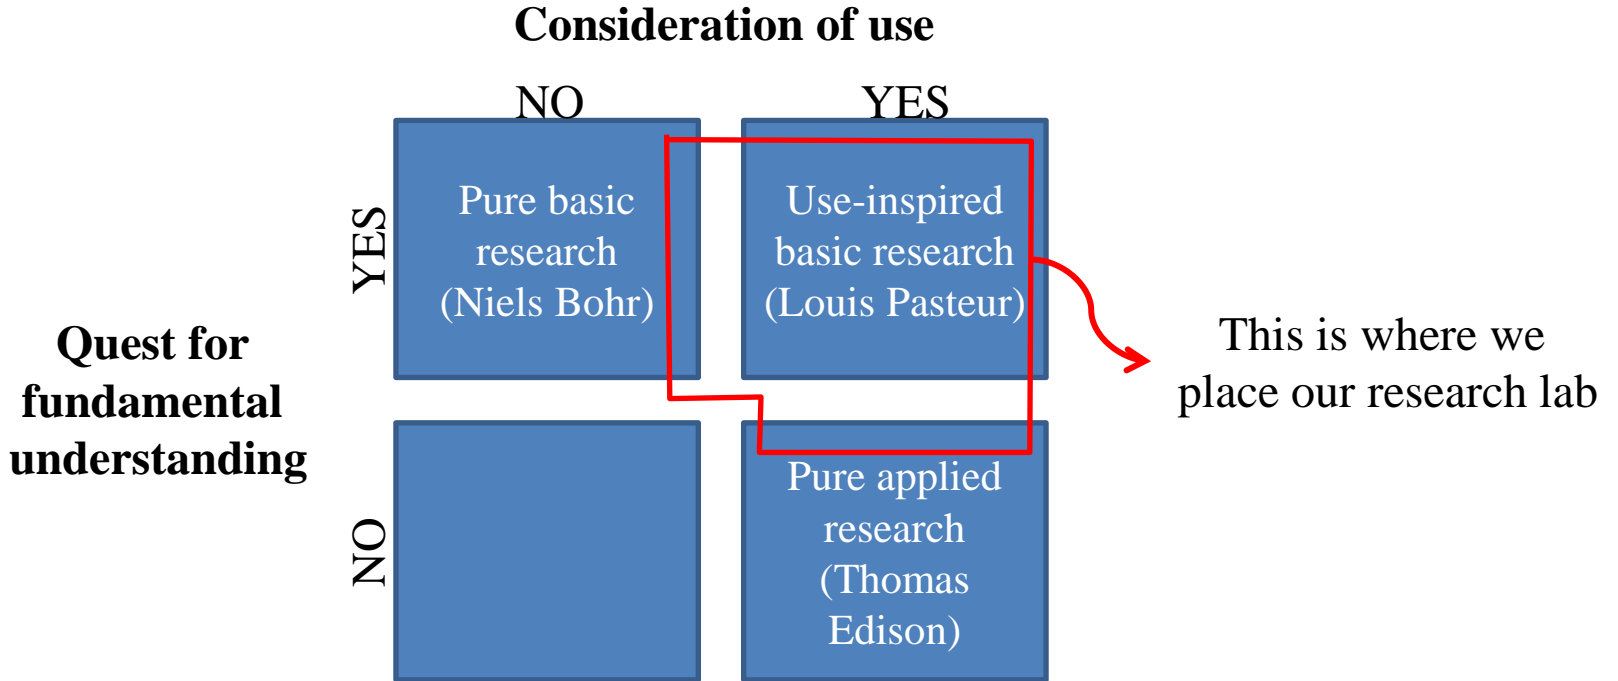 Consideration of use
NO
YES
YES
Pure basic
research
(Niels Bohr)
Use-inspired
basic research
(Louis Pasteur)
Quest for
fundamental
understanding
This is where we
place our research lab
NO
Pure applied
research
(Thomas
Edison)